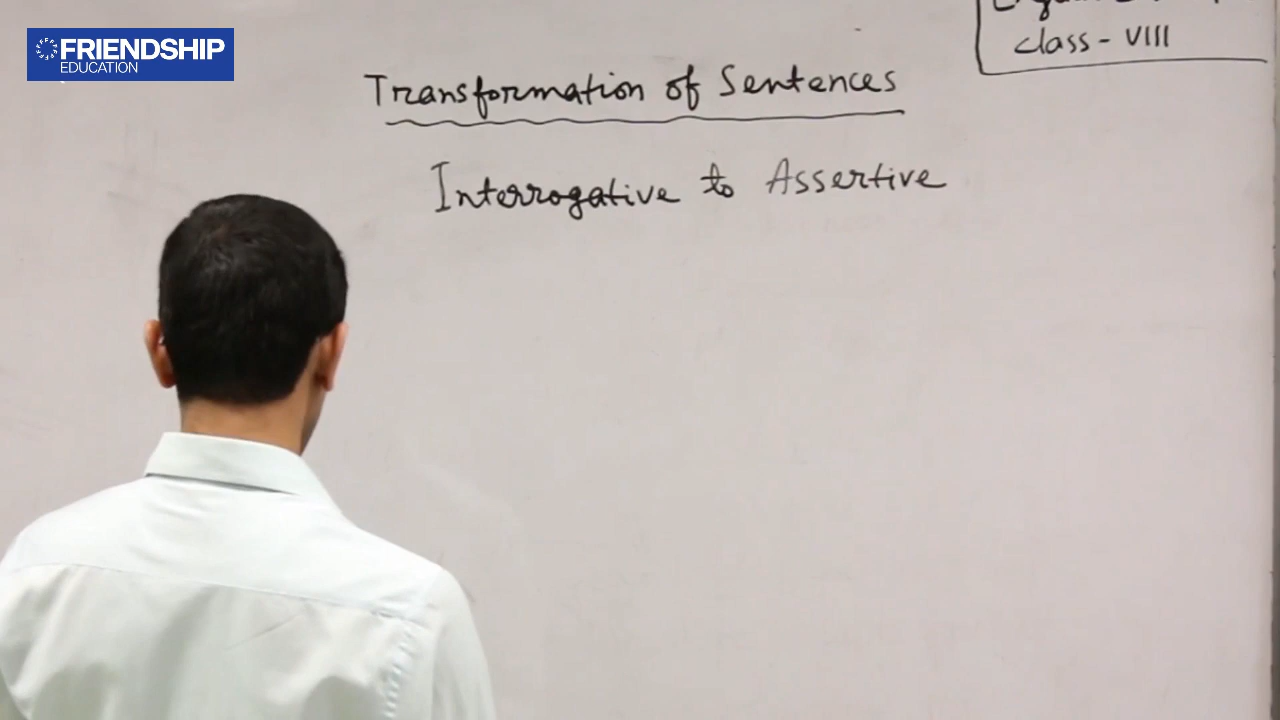 FRIENDSHIP
EDUCATION
class - VIII
Transformation of Sentences
Interrogative to Assertive